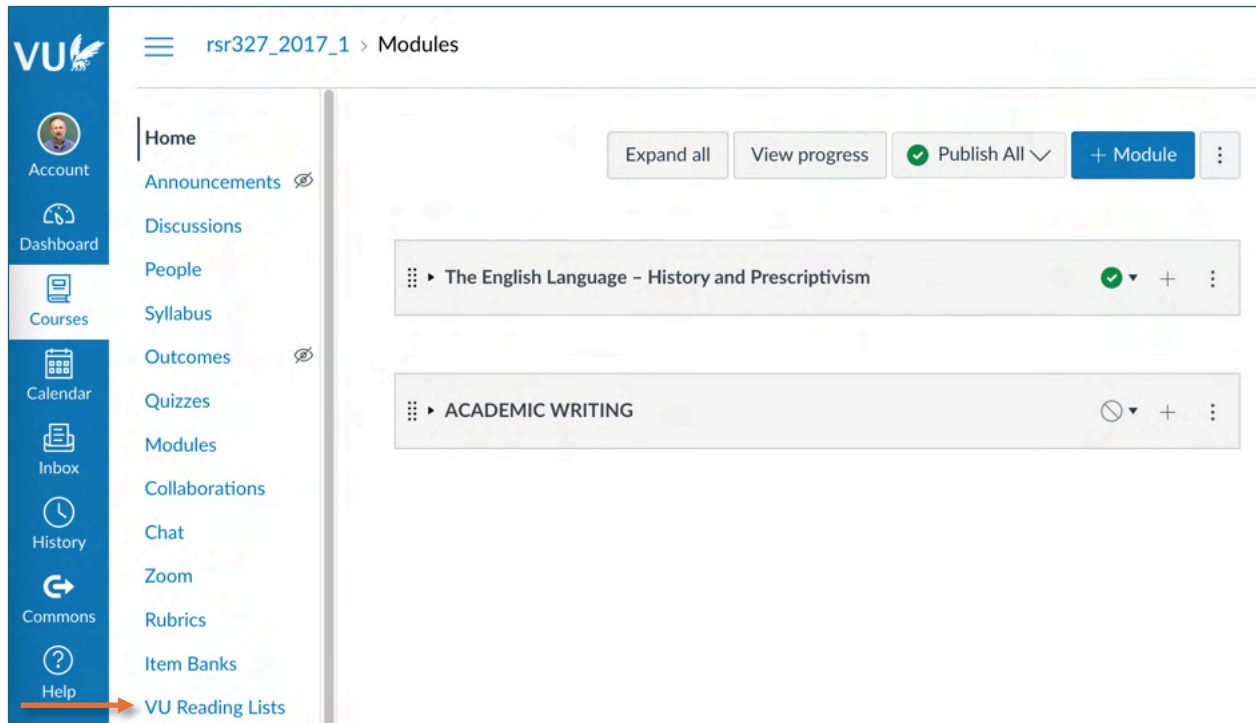 VU
rsr327_2017_1 > Modules
Account
Dashboard
Courses
Calendar
Inbox
History
Commons
Help
Home
Announcements
Discussions
People
Syllabus
Outcomes
Quizzes
Modules
Collaborations
Chat
Zoom
Rubrics
Item Banks
VU Reading Lists
Expand all
View progress
Publish All
+ Module
The English Language – History and Prescriptivism
ACADEMIC WRITING